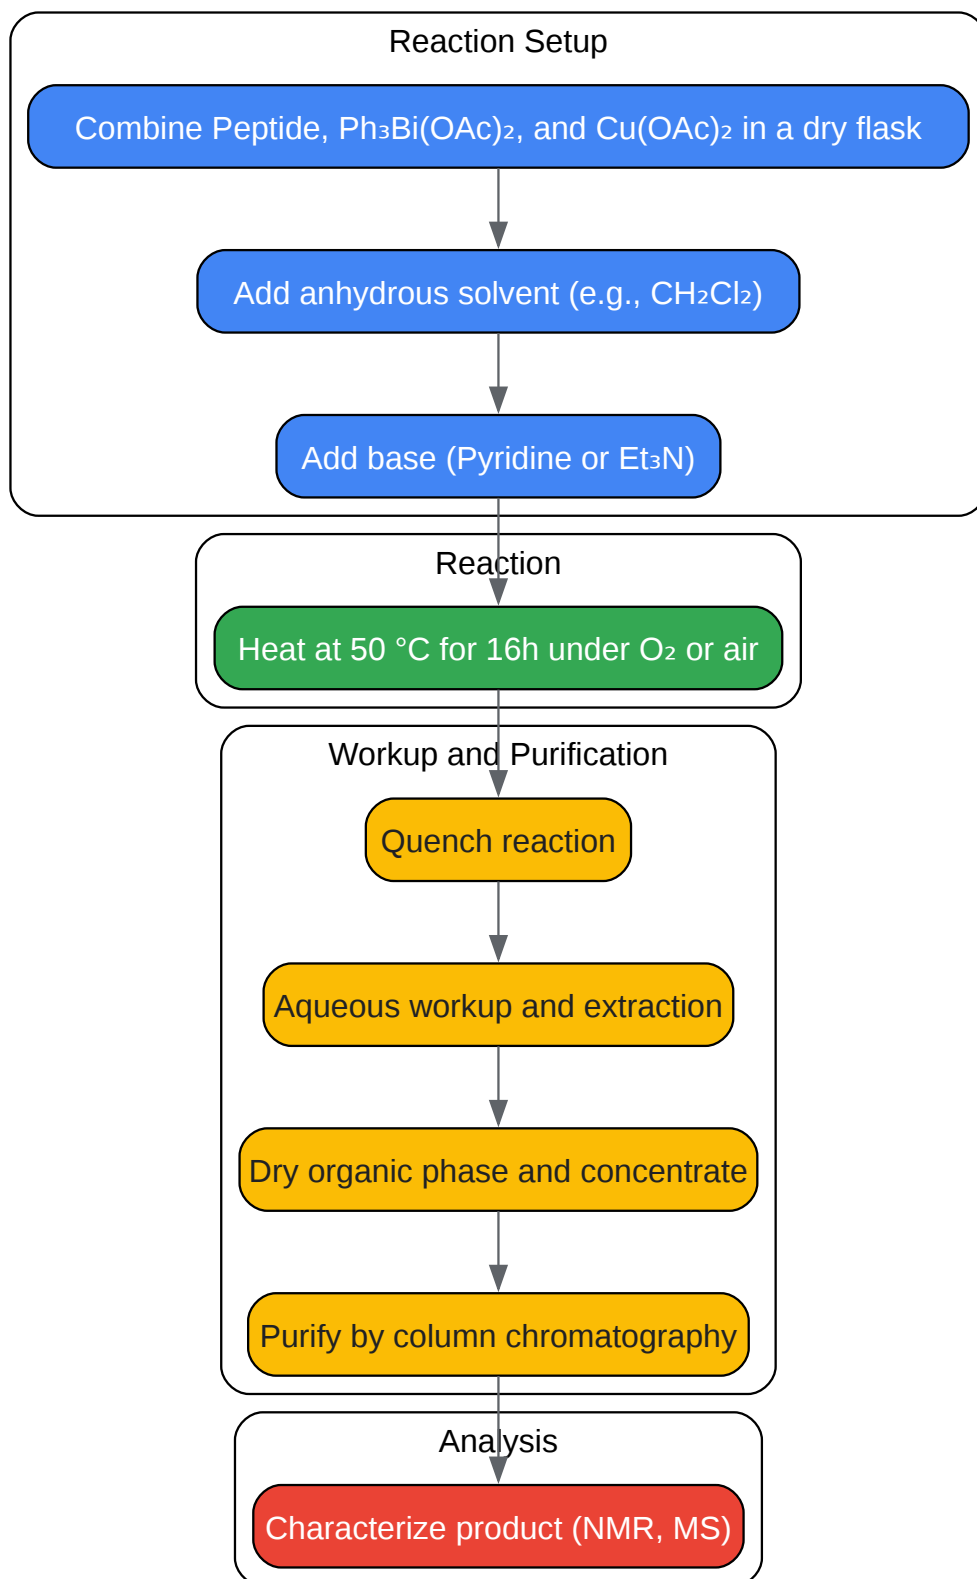 Reaction Setup
Combine Peptide, Ph₃Bi(OAc)₂, and Cu(OAc)₂ in a dry flask
Add anhydrous solvent (e.g., CH₂Cl₂)
Add base (Pyridine or Et₃N)
Reaction
Heat at 50 °C for 16h under O₂ or air
Workup and Purification
Quench reaction
Aqueous workup and extraction
Dry organic phase and concentrate
Purify by column chromatography
Analysis
Characterize product (NMR, MS)